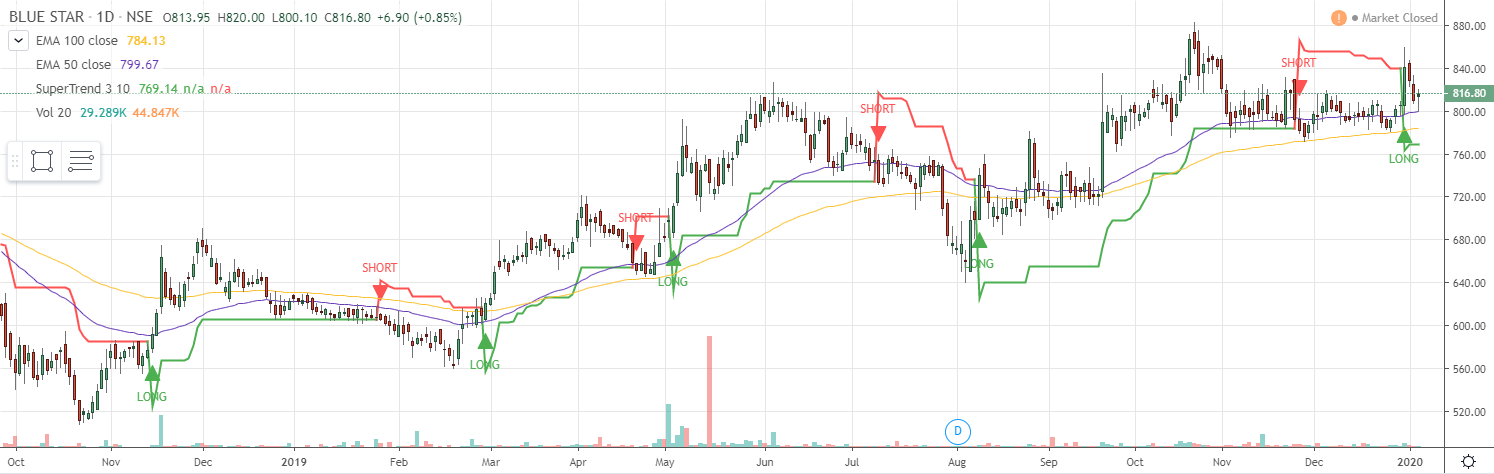 BLUE STAR · 1D · NSE O813.95 H820.00 L800.10 C816.80 +6.90 (+0.85%)
! Market Closed
EMA 100 close 784.13
EMA 50 close 799.67
SuperTrend 3 10 769.14 n/a n/a
Vol 20 29.289K 44.847K
880.00
840.00
816.80
800.00
760.00
720.00
680.00
640.00
600.00
560.00
520.00
LONG
SHORT
LONG
SHORT
LONG
SHORT
LONG
SHORT
LONG
D
Oct Nov Dec 2019 Feb Mar Apr May Jun Jul Aug Sep Oct Nov Dec 2020